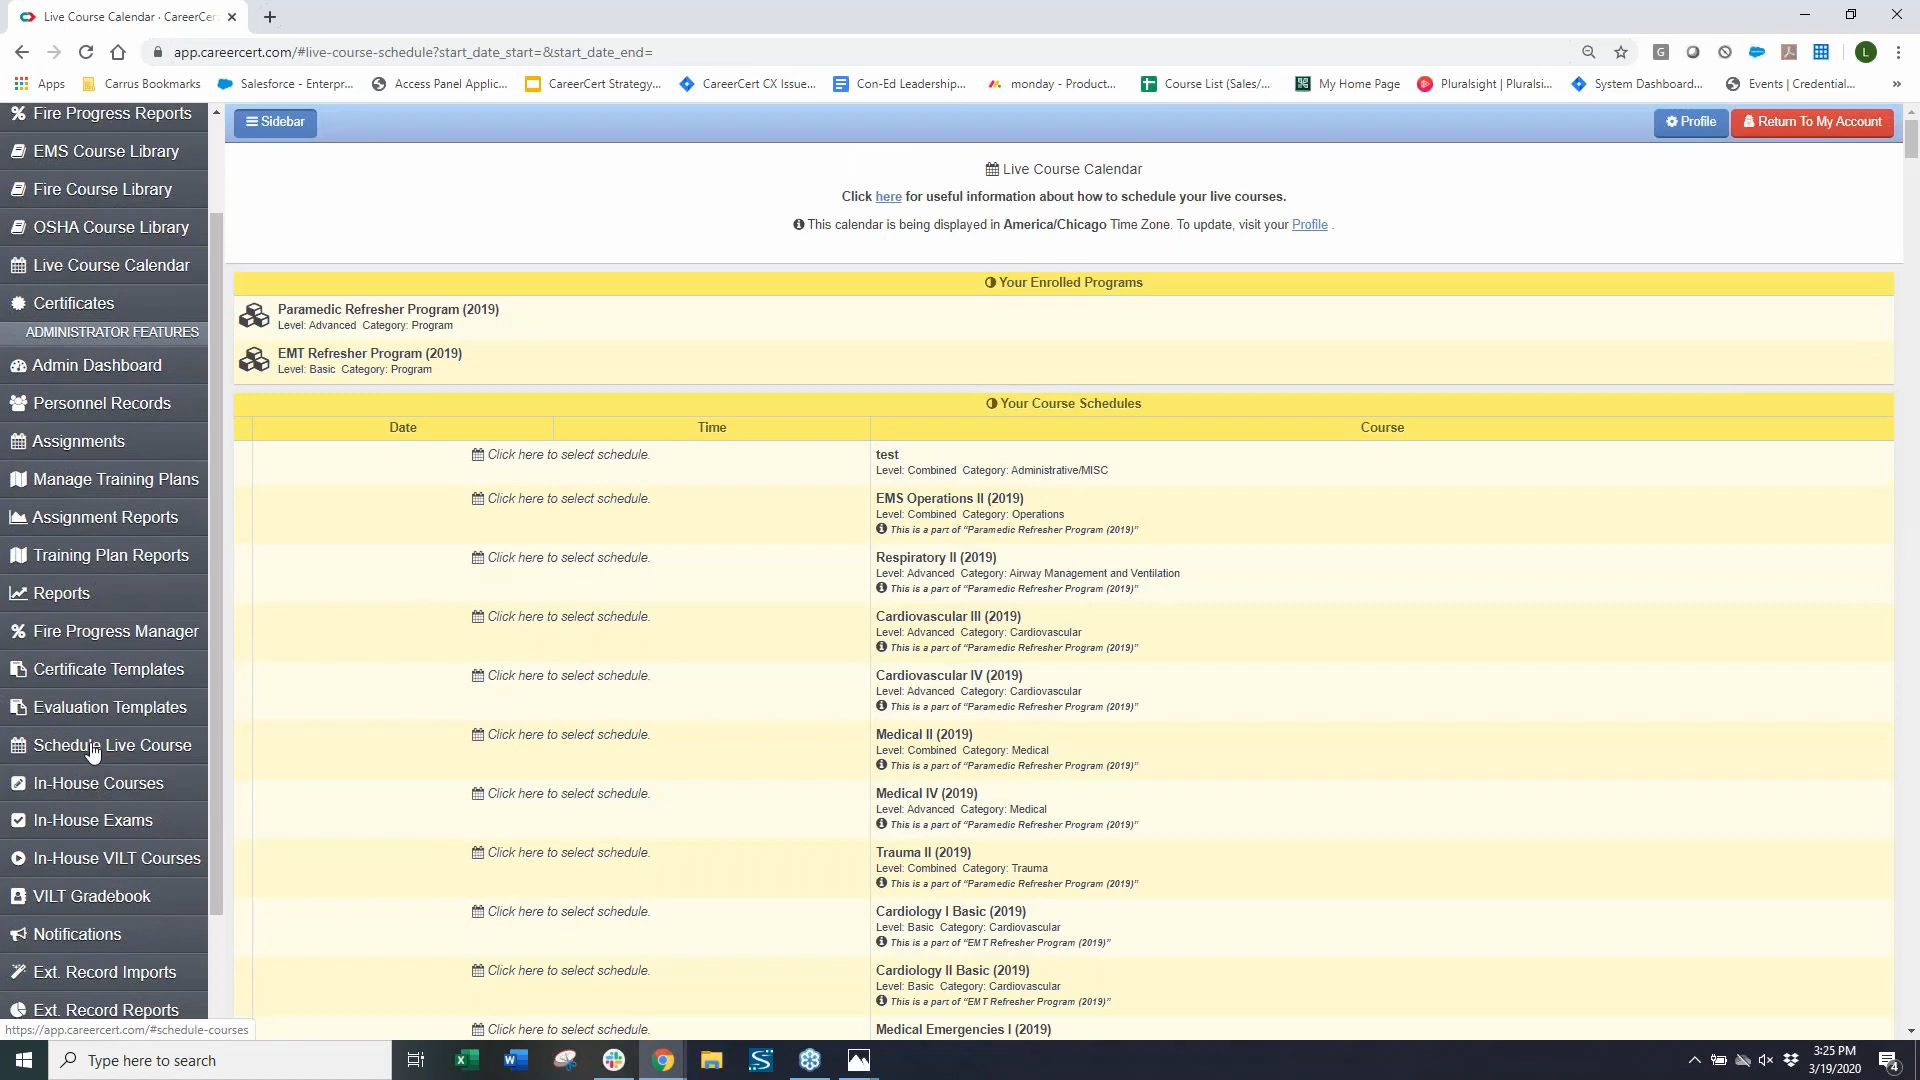 Live Course Calendar · CareerCer
app.careercert.com/#live-course-schedule?start_date_start=&start_date_end=
G
L
Apps
Carrus Bookmarks
Salesforce - Enterpr...
Access Panel Applic...
CareerCert Strategy...
CareerCert CX Issue...
Con-Ed Leadership...
monday - Product...
Course List (Sales/...
My Home Page
Pluralsight | Pluralsi...
System Dashboard...
Events | Credential...
»
Fire Progress Reports
EMS Course Library
Fire Course Library
OSHA Course Library
Live Course Calendar
Certificates
ADMINISTRATOR FEATURES
Admin Dashboard
Personnel Records
Assignments
Manage Training Plans
Assignment Reports
Training Plan Reports
Reports
Fire Progress Manager
Certificate Templates
Evaluation Templates
Schedule Live Course
In-House Courses
In-House Exams
In-House VILT Courses
VILT Gradebook
Notifications
Ext. Record Imports
Ext. Record Reports
https://app.careercert.com/#schedule-courses
Sidebar
Profile
Return To My Account
Live Course Calendar
Click here for useful information about how to schedule your live courses.
This calendar is being displayed in America/Chicago Time Zone. To update, visit your Profile .
Your Enrolled Programs
Paramedic Refresher Program (2019)
Level: Advanced Category: Program
EMT Refresher Program (2019)
Level: Basic Category: Program
Your Course Schedules
Date Time Course
Click here to select schedule.
test
Level: Combined Category: Administrative/MISC
Click here to select schedule.
EMS Operations II (2019)
Level: Combined Category: Operations
This is a part of "Paramedic Refresher Program (2019)"
Click here to select schedule.
Respiratory II (2019)
Level: Advanced Category: Airway Management and Ventilation
This is a part of "Paramedic Refresher Program (2019)"
Click here to select schedule.
Cardiovascular III (2019)
Level: Advanced Category: Cardiovascular
This is a part of "Paramedic Refresher Program (2019)"
Click here to select schedule.
Cardiovascular IV (2019)
Level: Advanced Category: Cardiovascular
This is a part of "Paramedic Refresher Program (2019)"
Click here to select schedule.
Medical II (2019)
Level: Combined Category: Medical
This is a part of "Paramedic Refresher Program (2019)"
Click here to select schedule.
Medical IV (2019)
Level: Advanced Category: Medical
This is a part of "Paramedic Refresher Program (2019)"
Click here to select schedule.
Trauma II (2019)
Level: Combined Category: Trauma
This is a part of "Paramedic Refresher Program (2019)"
Click here to select schedule.
Cardiology I Basic (2019)
Level: Basic Category: Cardiovascular
This is a part of "EMT Refresher Program (2019)"
Click here to select schedule.
Cardiology II Basic (2019)
Level: Basic Category: Cardiovascular
This is a part of "EMT Refresher Program (2019)"
Click here to select schedule.
Medical Emergencies I (2019)
Type here to search
3:25 PM
3/19/2020
4